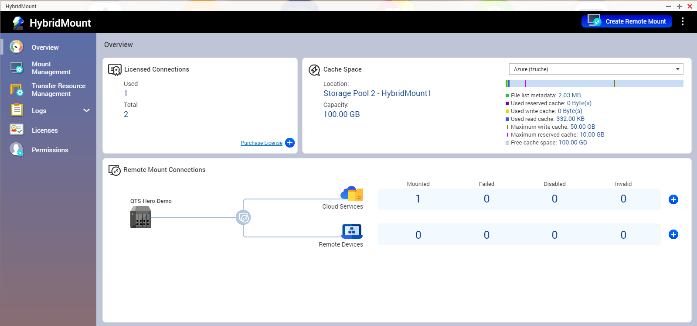 HybridMount
HybridMount
Create Remote Mount
Overview
Mount
Management
Transfer Resource
Management
Logs
Licenses
Permissions
Overview
Licensed Connections
Used
1
Total
2
Purchase License
Cache Space
Location:
Storage Pool 2 - HybridMount1
Capacity:
100.00 GB
File list metadata: 2.03 MB
Used reserved cache: 0 Byte(s)
Used write cache: 0 Byte(s)
Used read cache: 332.00 KB
Maximum write cache: 50.00 GB
Maximum reserved cache: 10.00 GB
Free cache space: 100.00 GB
Remote Mount Connections
QTS Hero Demo
Cloud Services
Remote Devices
Mounted Failed Disabled Invalid
1 0 0 0
0 0 0 0